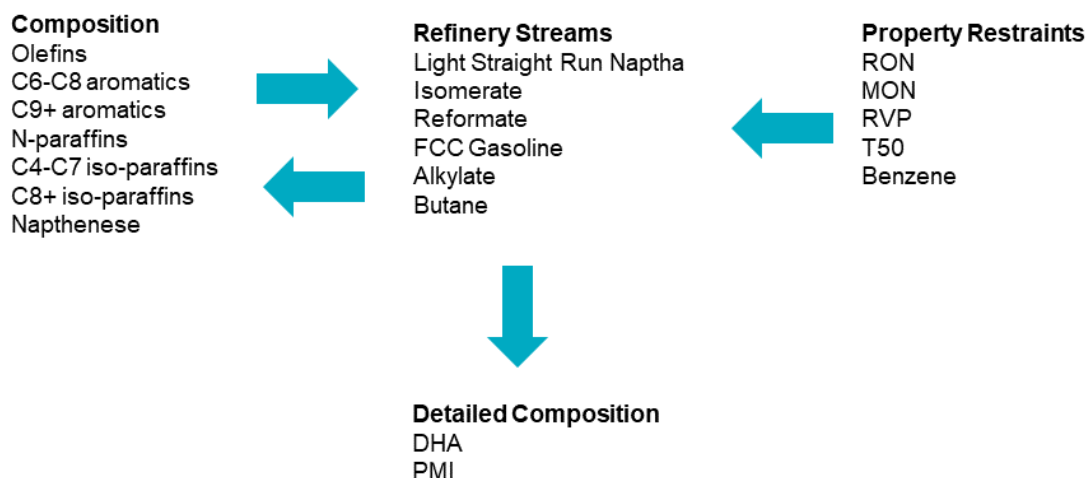 Composition
Olefins
C6-C8 aromatics
C9+ aromatics
N-paraffins
C4-C7 iso-paraffins
C8+ iso-paraffins
Napthenese
Refinery Streams
Light Straight Run Naptha
Isomerate
Reformate
FCC Gasoline
Alkylate
Butane
Property Restraints
RON
MON
RVP
T50
Benzene
Detailed Composition
DHA
PMI